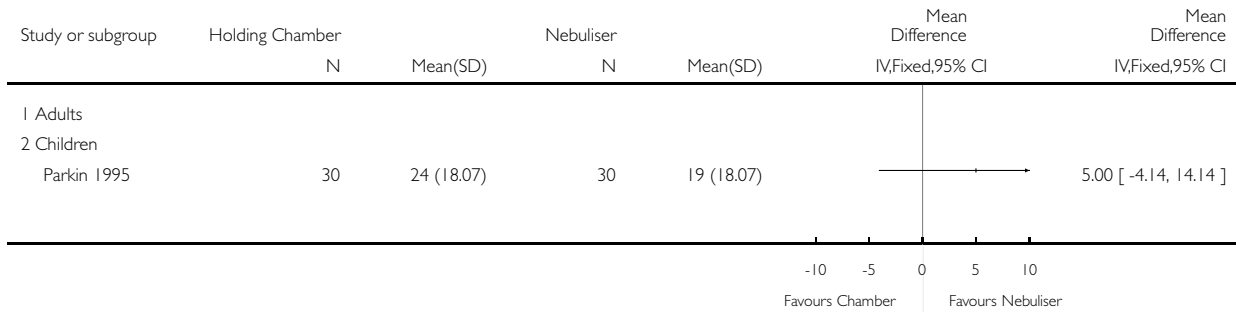 Study or subgroup Holding Chamber Nebuliser Mean Difference Mean Difference
N Mean(SD) N Mean(SD) IV,Fixed,95% CI IV,Fixed,95% CI
1 Adults
2 Children
Parkin 1995 30 24 (18.07) 30 19 (18.07) 5.00 [ -4.14, 14.14 ]
-10 -5 0 5 10
Favours Chamber Favours Nebuliser